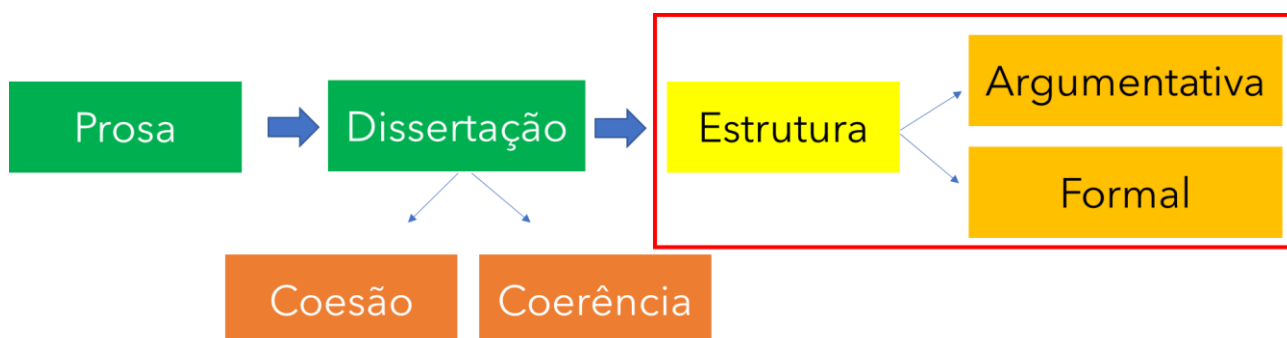 Prosa
Dissertação
Estrutura
Argumentativa
Formal
Coesão
Coerência